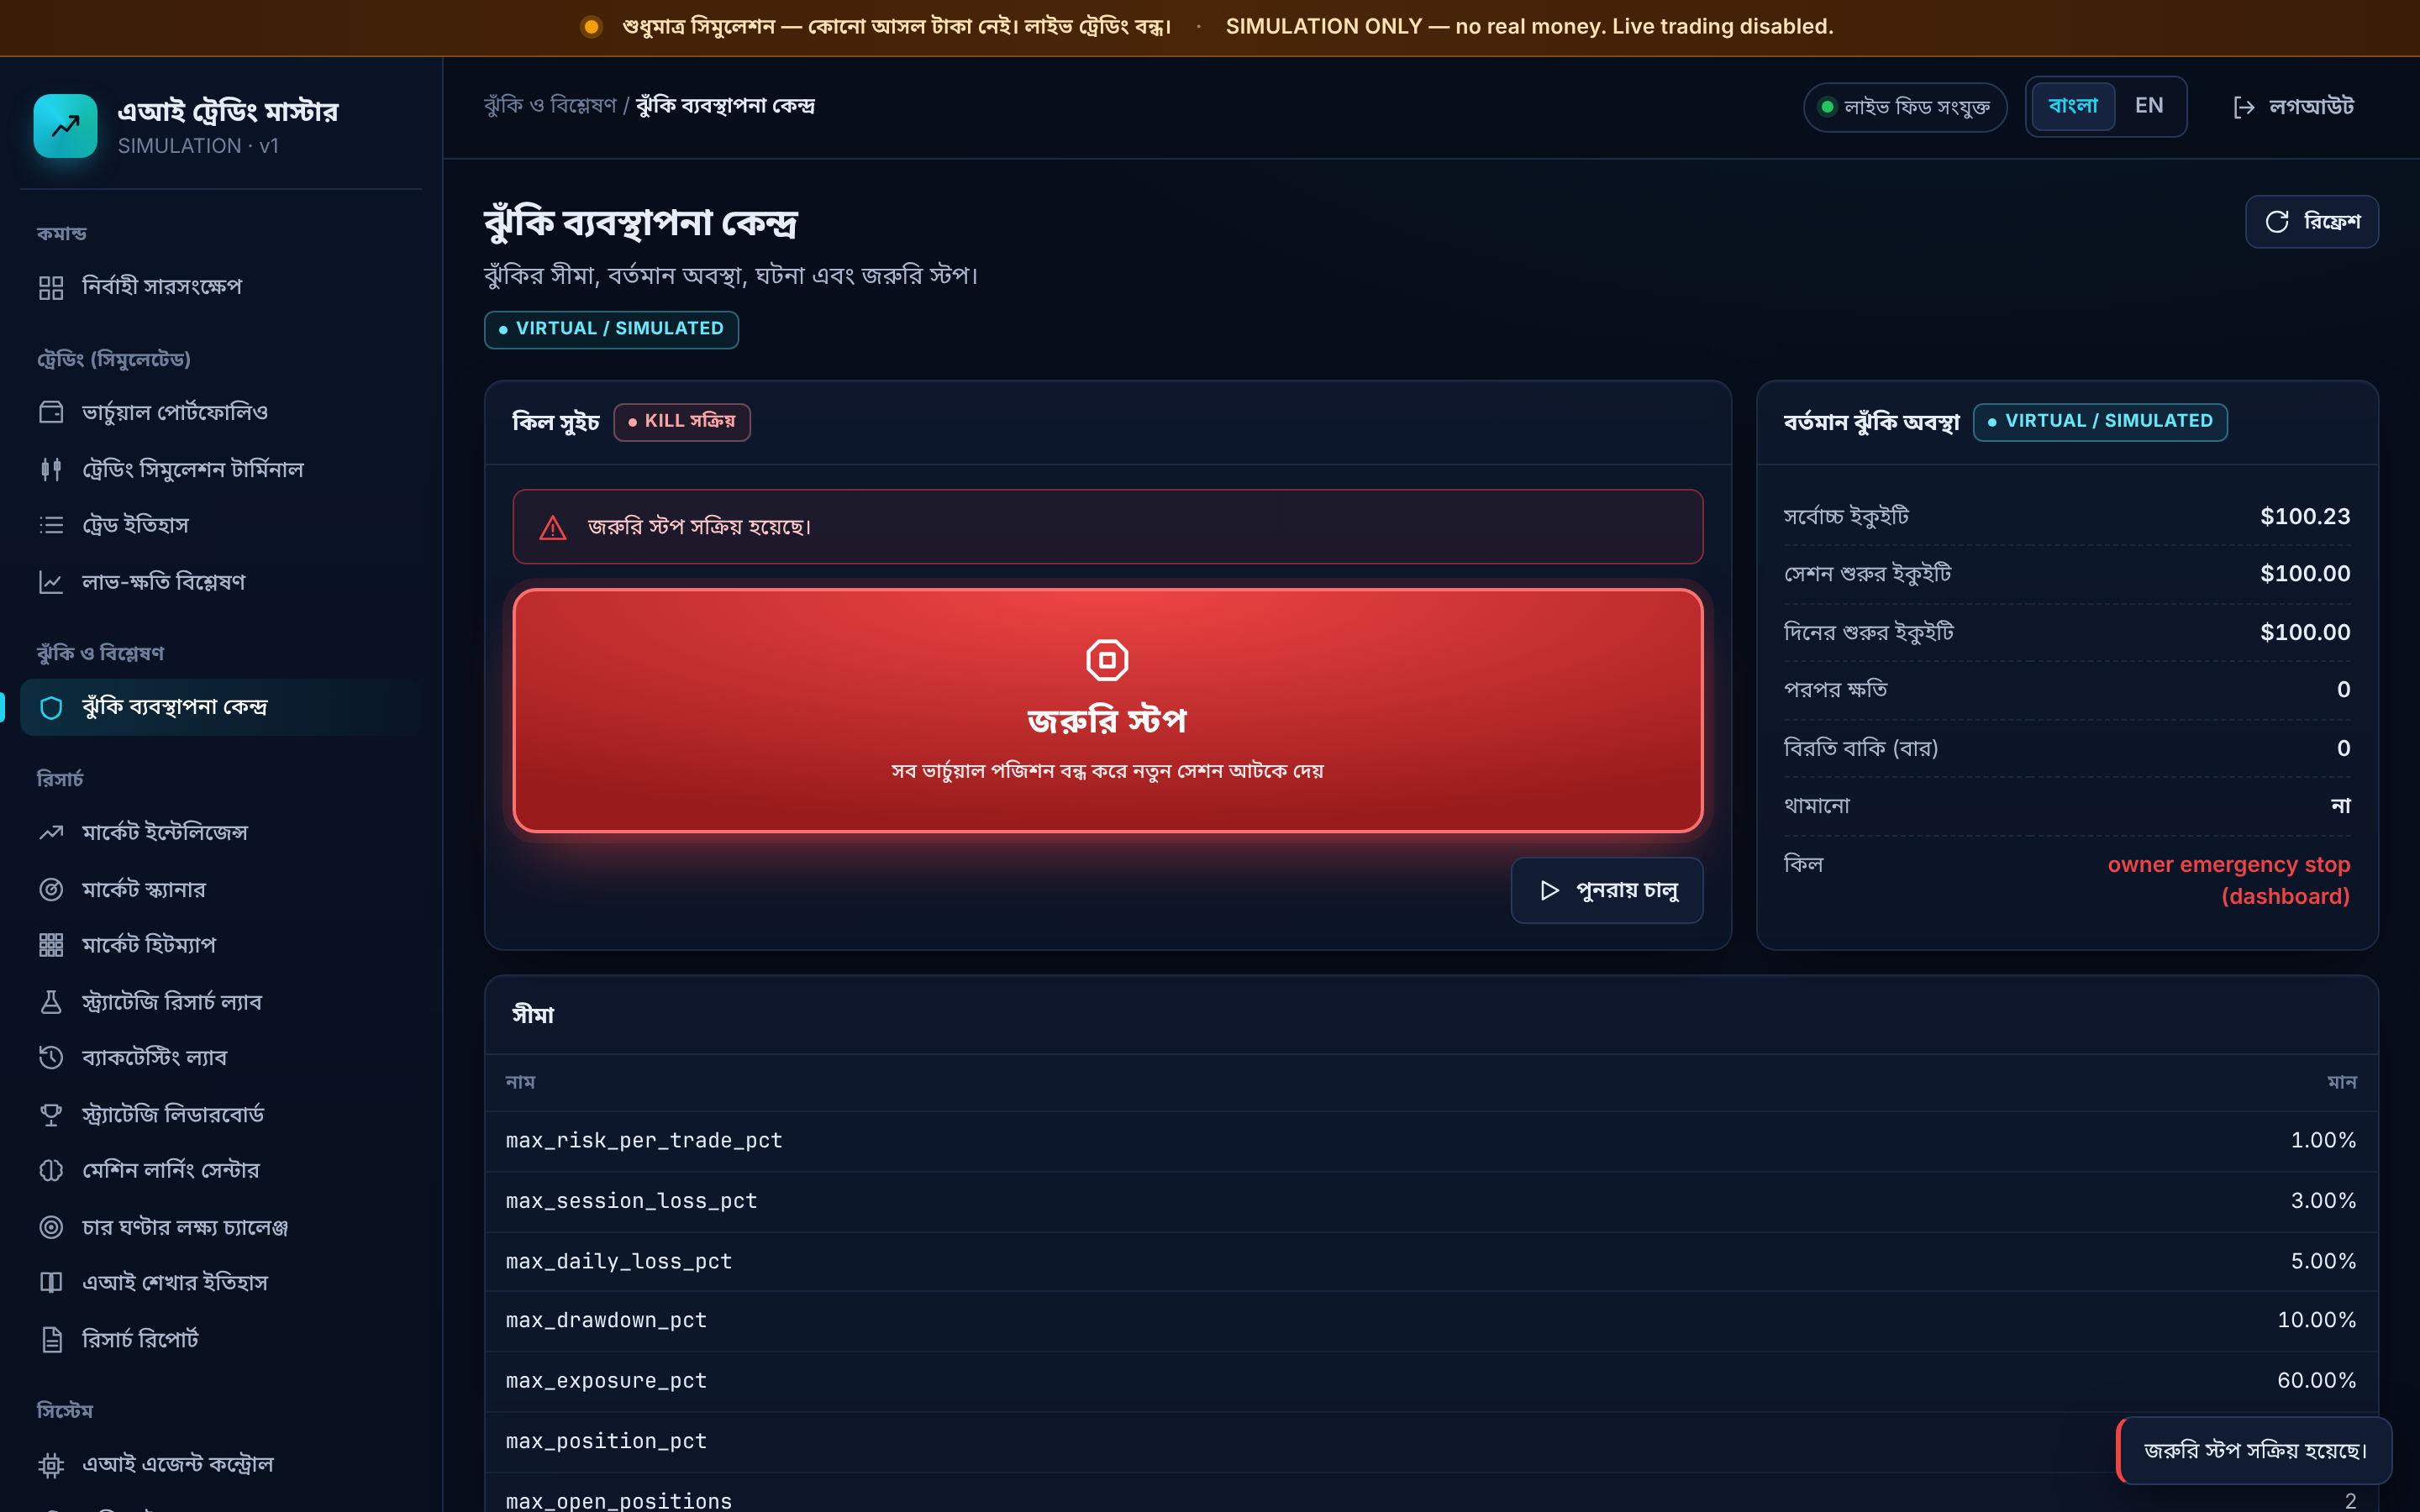 শুধুমাত্র সিমুলেশন — কোনো আসল টাকা নেই। লাইভ ট্রেডিং বন্ধ। · SIMULATION ONLY — no real money. Live trading disabled.
এআই ট্রেডিং মাস্টার
SIMULATION · v1
কমান্ড
নির্বাহী সারসংক্ষেপ
ট্রেডিং (সিমুলেটেড)
ভার্চুয়াল পোর্টফোলিও
ট্রেডিং সিমুলেশন টার্মিনাল
ট্রেড ইতিহাস
লাভ-ক্ষতি বিশ্লেষণ
ঝুঁকি ও বিশ্লেষণ
ঝুঁকি ব্যবস্থাপনা কেন্দ্র
রিসার্চ
মার্কেট ইন্টেলিজেন্স
মার্কেট স্ক্যানার
মার্কেট হিটম্যাপ
স্ট্র্যাটেজি রিসার্চ ল্যাব
ব্যাকটেস্টিং ল্যাব
স্ট্র্যাটেজি লিডারবোর্ড
মেশিন লার্নিং সেন্টার
চার ঘণ্টার লক্ষ্য চ্যালেঞ্জ
এআই শেখার ইতিহাস
রিসার্চ রিপোর্ট
সিস্টেম
এআই এজেন্ট কন্ট্রোল
ঝুঁকি ও বিশ্লেষণ / ঝুঁকি ব্যবস্থাপনা কেন্দ্র
লাইভ ফিড সংযুক্ত
বাংলা EN
লগআউট
ঝুঁকি ব্যবস্থাপনা কেন্দ্র
রিফ্রেশ
ঝুঁকির সীমা, বর্তমান অবস্থা, ঘটনা এবং জরুরি স্টপ।
VIRTUAL / SIMULATED
কিল সুইচ KILL সক্রিয়
জরুরি স্টপ সক্রিয় হয়েছে।
জরুরি স্টপ
সব ভার্চুয়াল পজিশন বন্ধ করে নতুন সেশন আটকে দেয়
পুনরায় চালু
বর্তমান ঝুঁকি অবস্থা VIRTUAL / SIMULATED
সর্বোচ্চ ইকুইটি $100.23
সেশন শুরুর ইকুইটি $100.00
দিনের শুরুর ইকুইটি $100.00
পরপর ক্ষতি 0
বিরতি বাকি (বার) 0
থামানো না
কিল owner emergency stop
(dashboard)
সীমা
নাম মান
max_risk_per_trade_pct 1.00%
max_session_loss_pct 3.00%
max_daily_loss_pct 5.00%
max_drawdown_pct 10.00%
max_exposure_pct 60.00%
max_position_pct
max_open_positions 2
জরুরি স্টপ সক্রিয় হয়েছে।